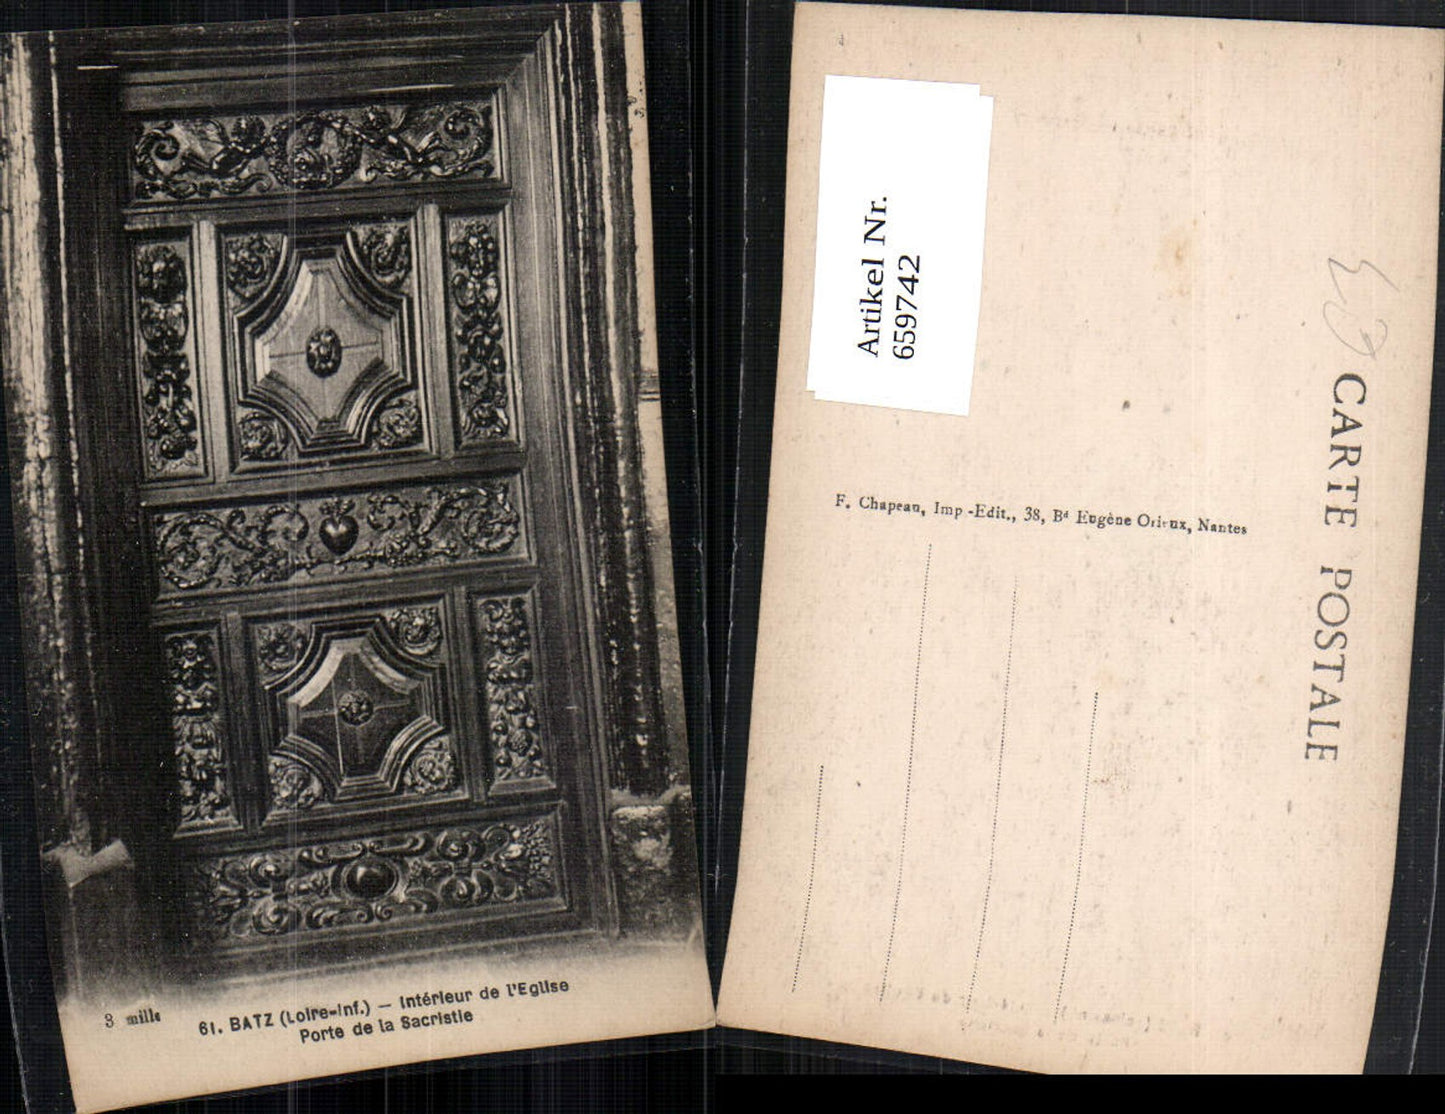 3 mille
61. BATZ (Loire-Inf.) — Intérieur de l'Eglise
Porte de la Sacristie
Artikel Nr.
659742
F. Chapeau, Imp-Edit., 38, Bd Eugène Orieux, Nantes
CARTE POSTALE